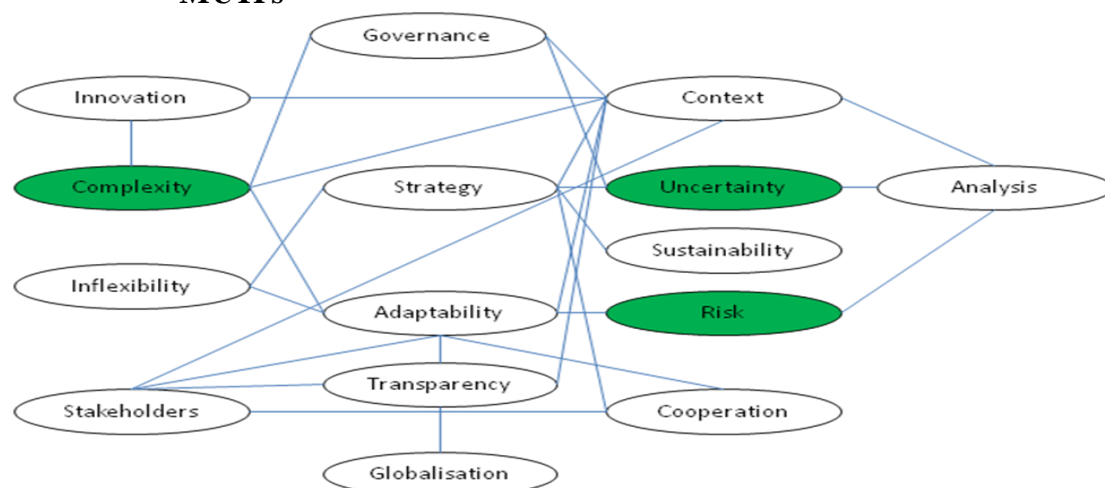 Governance
Innovation
Context
Complexity
Strategy
Uncertainty
Analysis
Sustainability
Inflexibility
Adaptability
Risk
Transparency
Stakeholders
Cooperation
Globalisation